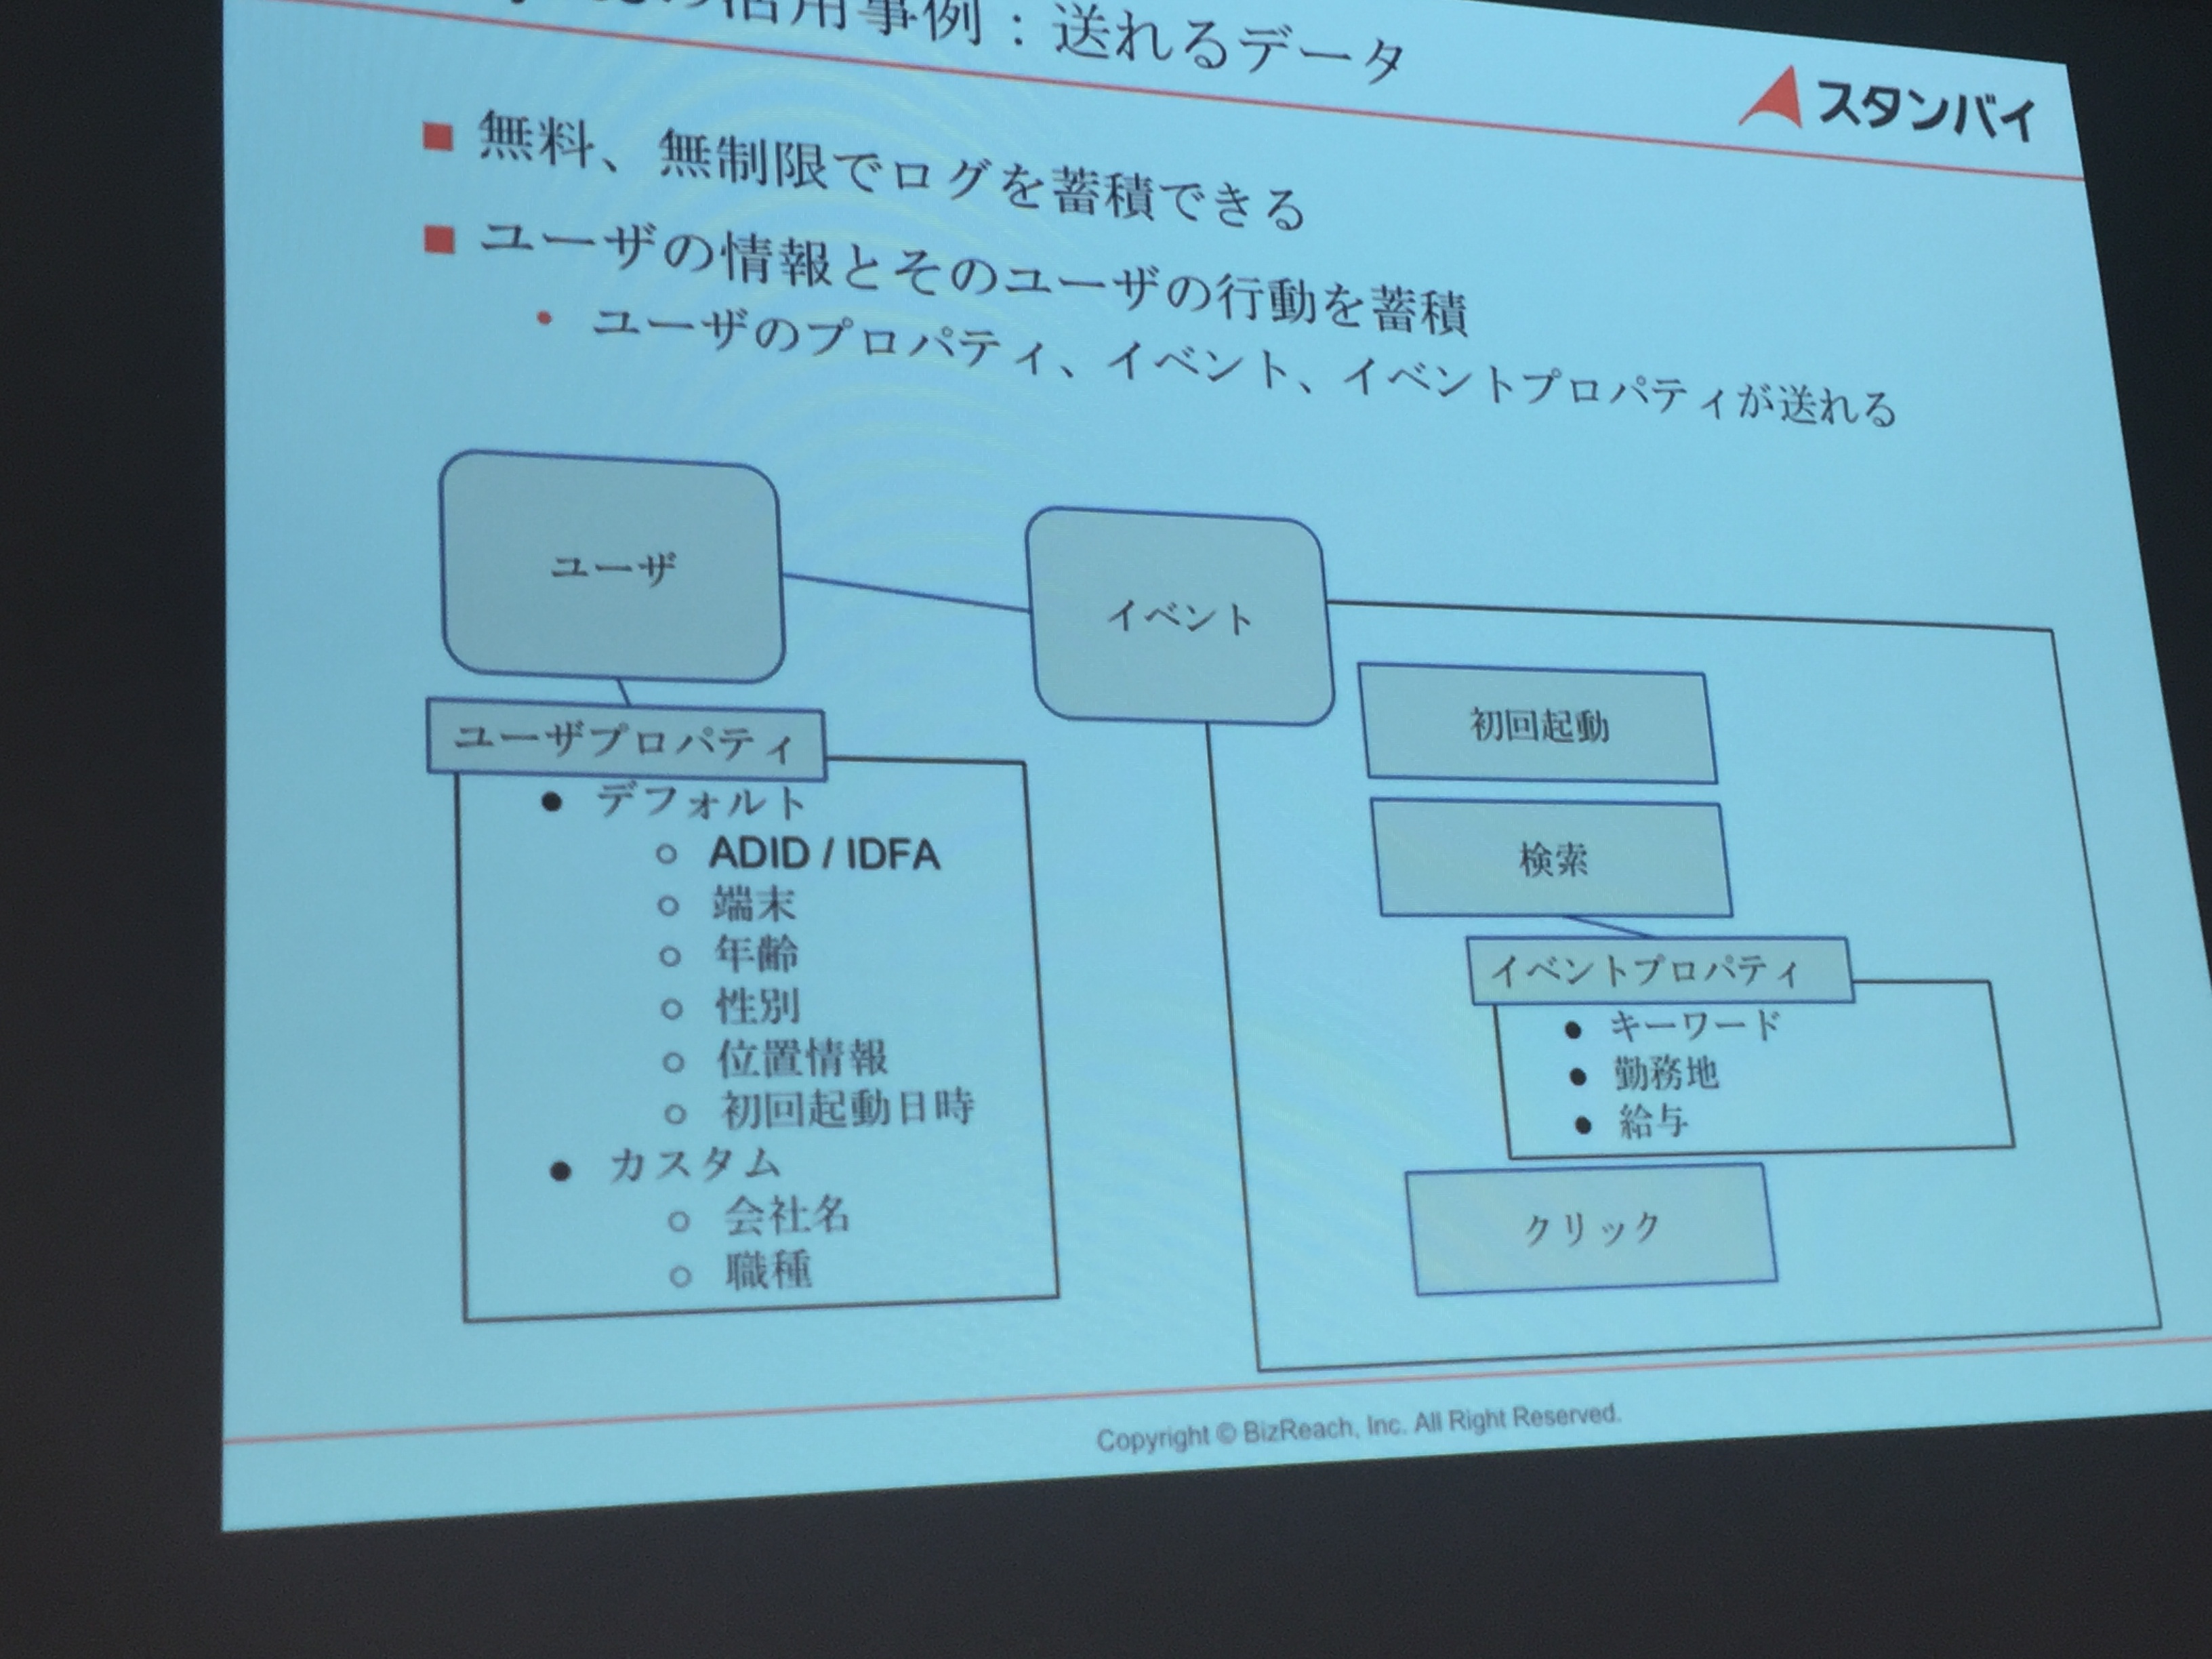 活用事例：送れるデータ
スタンバイ
■ 無料、無制限でログを蓄積できる
■ ユーザの情報とそのユーザの行動を蓄積
• ユーザのプロパティ、イベント、イベントプロパティが送れる
ユーザ
イベント
ユーザプロパティ
● デフォルト
○ ADID / IDFA
○ 端末
○ 年齢
○ 性別
○ 位置情報
○ 初回起動日時
● カスタム
○ 会社名
○ 職種
初回起動
検索
イベントプロパティ
● キーワード
● 勤務地
● 給与
クリック
Copyright © BizReach, Inc. All Right Reserved.